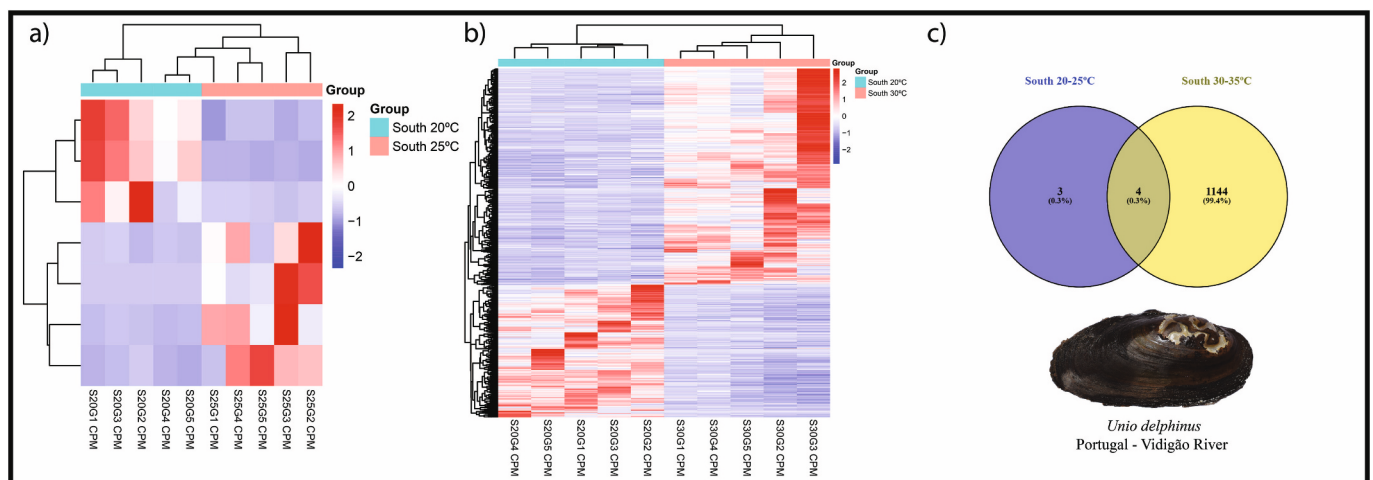 a)
Group
Group
South 20ºC
South 25ºC
2
1
0
−1
−2
S20G1 CPM
S20G3 CPM
S20G2 CPM
S20G4 CPM
S20G5 CPM
S25G1 CPM
S25G4 CPM
S25G5 CPM
S25G3 CPM
S25G2 CPM
b)
Group
Group
South 20ºC
South 30ºC
2
1
0
−1
−2
S20G4 CPM
S20G5 CPM
S20G1 CPM
S20G3 CPM
S20G2 CPM
S30G1 CPM
S30G4 CPM
S30G5 CPM
S30G2 CPM
S30G3 CPM
c)
South 20-25ºC
South 30-35ºC
3
(0.3%)
4
(0.3%)
1144
(99.4%)
Unio delphinus
Portugal - Vidigão River